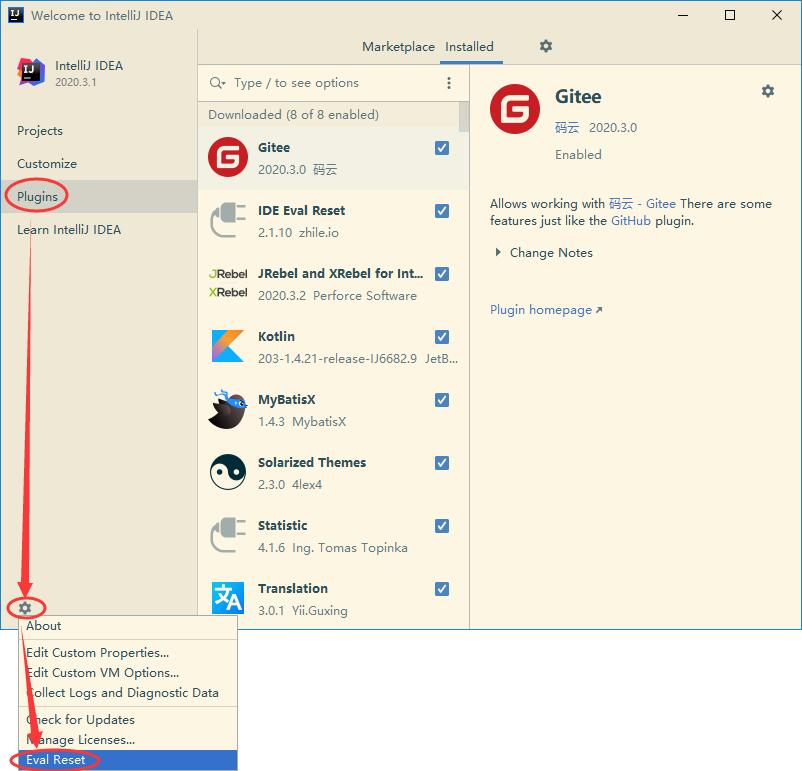 Welcome to IntelliJ IDEA
IntelliJ IDEA
2020.3.1
Projects
Customize
Plugins
Learn IntelliJ IDEA
Marketplace Installed
Type / to see options
Downloaded (8 of 8 enabled)
Gitee
2020.3.0 码云
IDE Eval Reset
2.1.10 zhile.io
JRebel and XRebel for Int...
2020.3.2 Perforce Software
JRebel
XRebel
Kotlin
203-1.4.21-release-IJ6682.9 JetB...
MyBatisX
1.4.3 MybatisX
Solarized Themes
2.3.0 4lex4
Statistic
4.1.6 Ing. Tomas Topinka
Translation
3.0.1 Yii.Guxing
Gitee
码云 2020.3.0
Enabled
Allows working with 码云 - Gitee There are some
features just like the GitHub plugin.
Change Notes
Plugin homepage
About
Edit Custom Properties...
Edit Custom VM Options...
Collect Logs and Diagnostic Data
Check for Updates
Manage Licenses...
Eval Reset